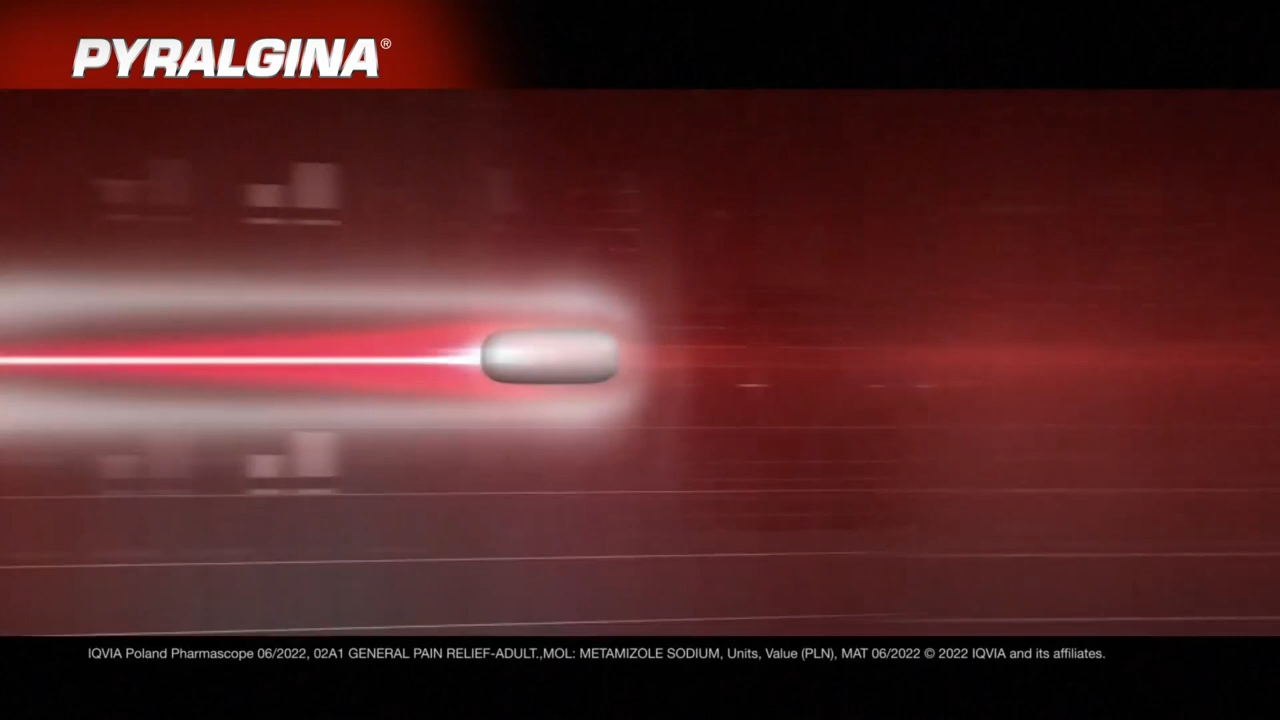 PYRALGINA®
IQVIA Poland Pharmascope 06/2022, 02A1 GENERAL PAIN RELIEF-ADULT.,MOL: METAMIZOLE SODIUM, Units, Value (PLN), MAT 06/2022 © 2022 IQVIA and its affiliates.